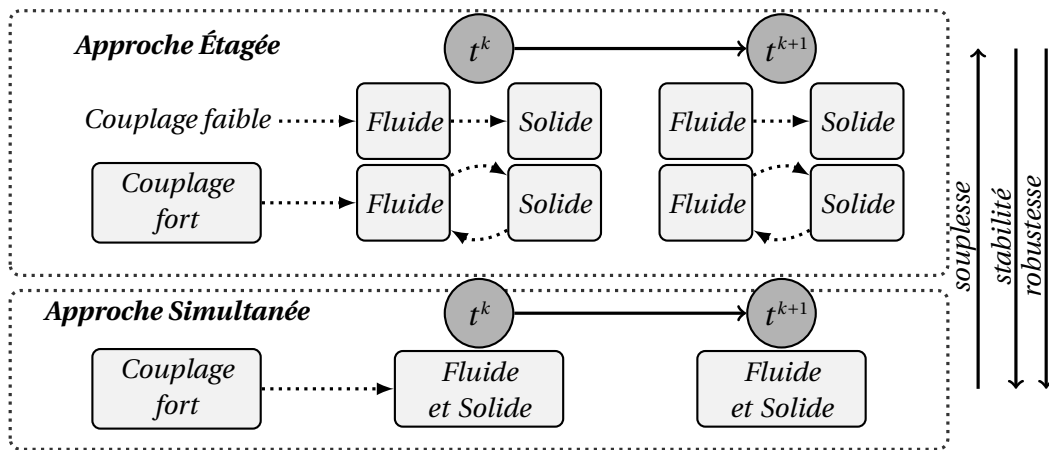 Approche Étagée
t^k
t^{k+1}
Couplage faible
Fluide
Solide
Fluide
Solide
Couplage
fort
Fluide
Solide
Fluide
Solide
Approche Simultanée
t^k
t^{k+1}
Couplage
fort
Fluide
et Solide
Fluide
et Solide
souplesse
stabilité
robustesse